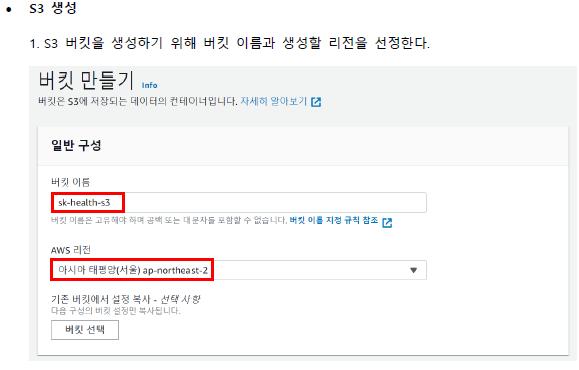 • S3 생성
1. S3 버킷을 생성하기 위해 버킷 이름과 생성할 리전을 선정한다.
버킷 만들기 Info
버킷은 S3에 저장되는 데이터의 컨테이너입니다. 자세히 알아보기
일반 구성
버킷 이름
sk-health-s3
버킷 이름은 고유해야 하며 공백 또는 대문자를 포함할 수 없습니다. 버킷 이름 지정 규칙 참조
AWS 리전
아시아 태평양(서울) ap-northeast-2
기존 버킷에서 설정 복사 - 선택 사항
다음 구성의 버킷 설정만 복사됩니다.
버킷 선택